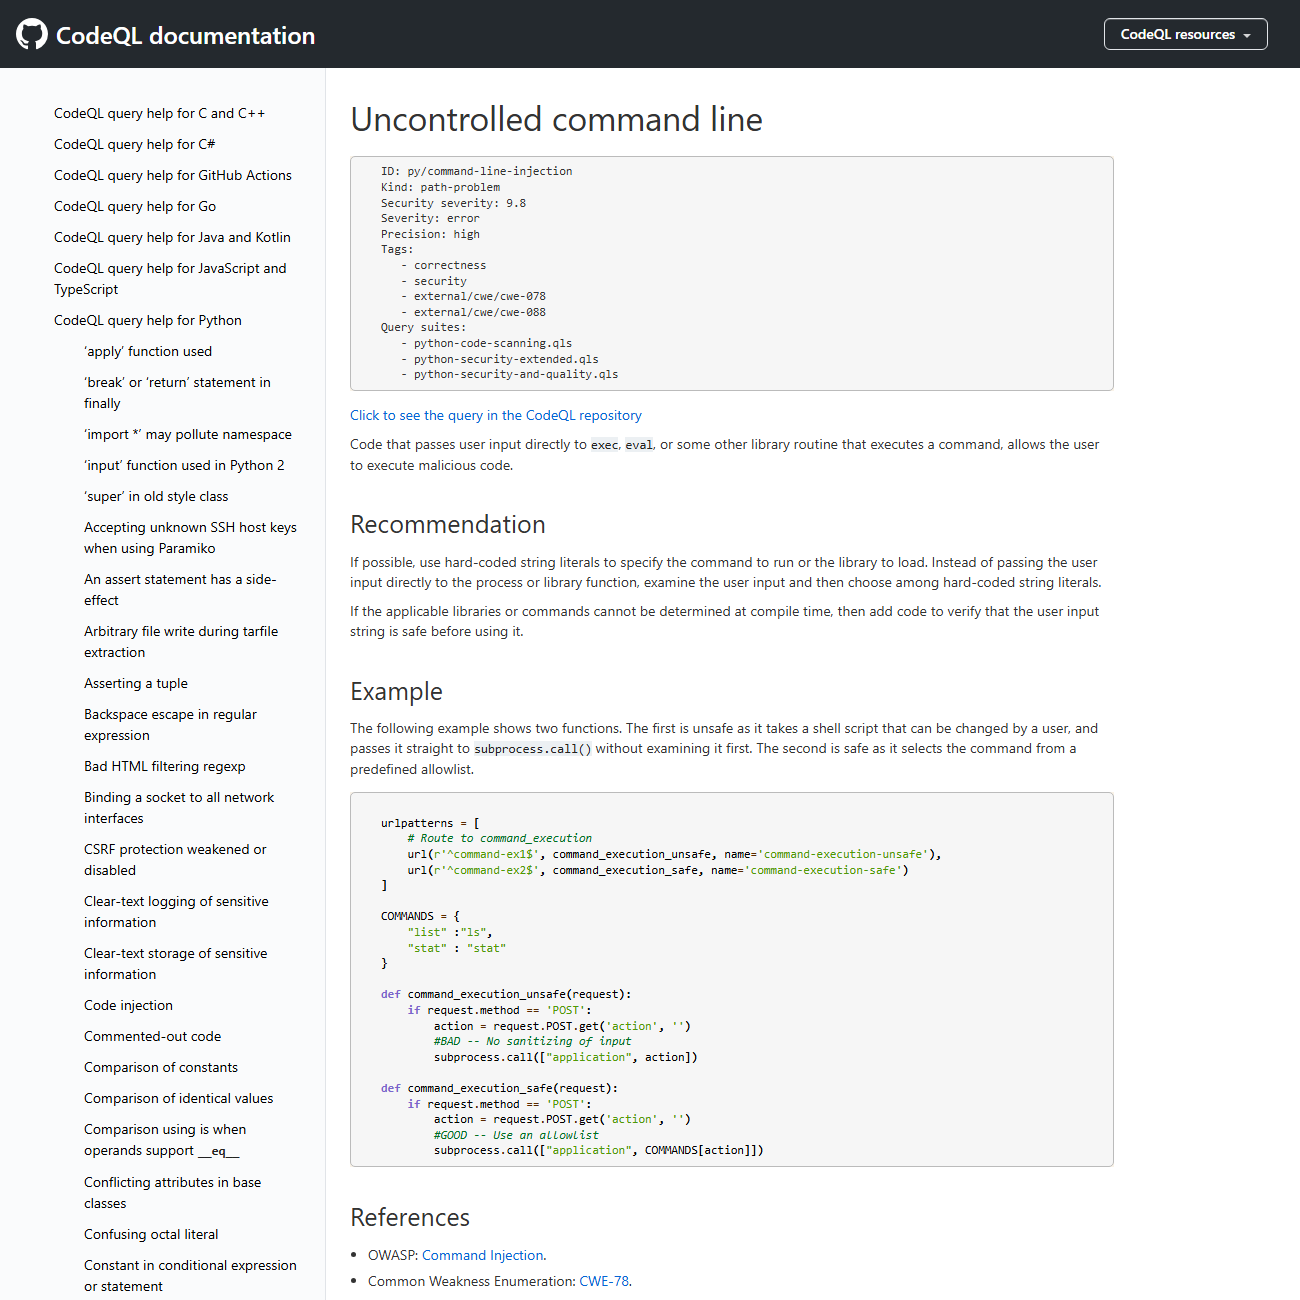 CodeQL documentation
CodeQL resources
CodeQL query help for C and C++
CodeQL query help for C#
CodeQL query help for GitHub Actions
CodeQL query help for Go
CodeQL query help for Java and Kotlin
CodeQL query help for JavaScript and
TypeScript
CodeQL query help for Python
‘apply’ function used
‘break’ or ‘return’ statement in
finally
‘import *’ may pollute namespace
‘input’ function used in Python 2
‘super’ in old style class
Accepting unknown SSH host keys
when using Paramiko
An assert statement has a side-
effect
Arbitrary file write during tarfile
extraction
Asserting a tuple
Backspace escape in regular
expression
Bad HTML filtering regexp
Binding a socket to all network
interfaces
CSRF protection weakened or
disabled
Clear-text logging of sensitive
information
Clear-text storage of sensitive
information
Code injection
Commented-out code
Comparison of constants
Comparison of identical values
Comparison using is when
operands support __eq__
Conflicting attributes in base
classes
Confusing octal literal
Constant in conditional expression
or statement
Uncontrolled command line
ID: py/command-line-injection
Kind: path-problem
Security severity: 9.8
Severity: error
Precision: high
Tags:
   - correctness
   - security
   - external/cwe/cwe-078
   - external/cwe/cwe-088
Query suites:
   - python-code-scanning.qls
   - python-security-extended.qls
   - python-security-and-quality.qls
Click to see the query in the CodeQL repository
Code that passes user input directly to exec, eval, or some other library routine that executes a command, allows the user
to execute malicious code.
Recommendation
If possible, use hard-coded string literals to specify the command to run or the library to load. Instead of passing the user
input directly to the process or library function, examine the user input and then choose among hard-coded string literals.
If the applicable libraries or commands cannot be determined at compile time, then add code to verify that the user input
string is safe before using it.
Example
The following example shows two functions. The first is unsafe as it takes a shell script that can be changed by a user, and
passes it straight to subprocess.call() without examining it first. The second is safe as it selects the command from a
predefined allowlist.
urlpatterns = [
    # Route to command_execution
    url(r'^command-ex1$', command_execution_unsafe, name='command-execution-unsafe'),
    url(r'^command-ex2$', command_execution_safe, name='command-execution-safe')
]
COMMANDS = {
    "list" :"ls",
    "stat" : "stat"
}
def command_execution_unsafe(request):
    if request.method == 'POST':
        action = request.POST.get('action', '')
        #BAD -- No sanitizing of input
        subprocess.call(["application", action])
def command_execution_safe(request):
    if request.method == 'POST':
        action = request.POST.get('action', '')
        #GOOD -- Use an allowlist
        subprocess.call(["application", COMMANDS[action]])
References
• OWASP: Command Injection.
• Common Weakness Enumeration: CWE-78.